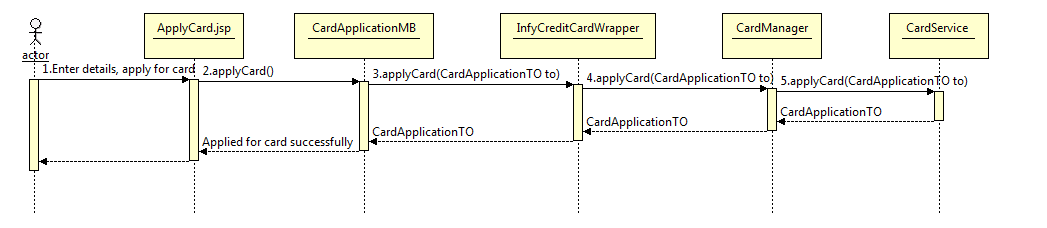 ApplyCard.jsp
CardApplicationMB
InfyCreditCardWrapper
CardManager
CardService
actor
1.Enter details, apply for card
2.applyCard()
3.applyCard(CardApplicationTO to)
4.applyCard(CardApplicationTO to)
5.applyCard(CardApplicationTO to)
CardApplicationTO
CardApplicationTO
CardApplicationTO
Applied for card successfully